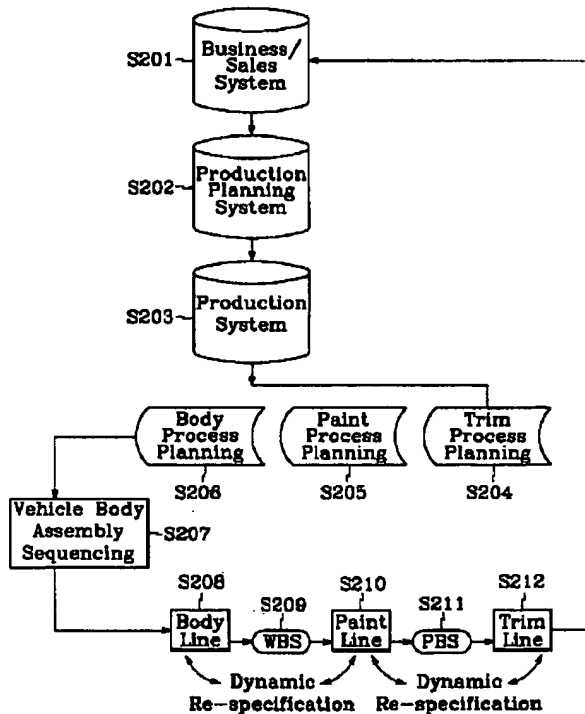 S201
Business/
Sales
System
S202
Production
Planning
System
S203
Production
System
Body
Process
Planning
Paint
Process
Planning
Trim
Process
Planning
S206
S205
S204
Vehicle Body
Assembly
Sequencing
S207
S208
S209
S210
S211
S212
Body
Line
WBS
Paint
Line
PBS
Trim
Line
Dynamic
Re-specification
Dynamic
Re-specification